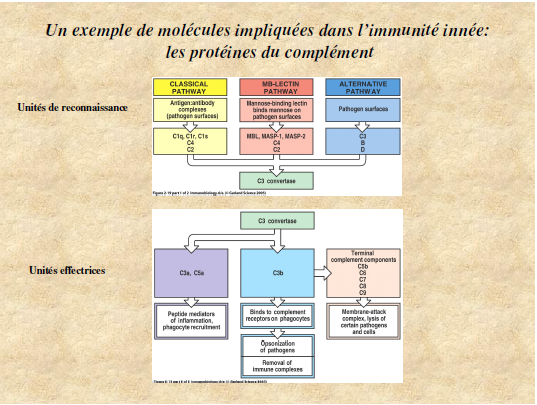 Un exemple de molécules impliquées dans l'immunité innée:
les protéines du complément
Unités de reconnaissance
CLASSICAL
PATHWAY
MB-LECTIN
PATHWAY
ALTERNATIVE
PATHWAY
Antigen:antibody
complexes
(pathogen surfaces)
Mannose-binding lectin
binds mannose on
pathogen surfaces
Pathogen surfaces
C1q, C1r, C1s
C4
C2
MBL, MASP-1, MASP-2
C4
C2
C3
B
D
C3 convertase
Unités effectrices
C3 convertase
C3a, C5a
C3b
Terminal
complement components
C5b
C6
C7
C8
C9
Peptide mediators
of inflammation,
phagocyte recruitment
Binds to complement
receptors on phagocytes
Opsonization
of pathogens
Removal of
immune complexes
Membrane-attack
complex, lysis of
certain pathogens
and cells